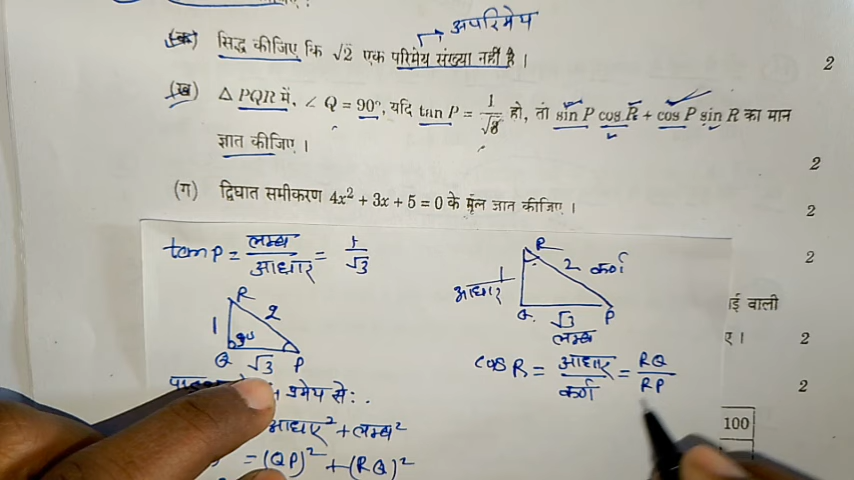 अपरिमेय
(क) सिद्ध कीजिए कि √2 एक परिमेय संख्या नहीं है । 2
(ख) △ PQR में, ∠ Q = 90°, यदि tan P = 1/√3 हो, तो sin P cos R + cos P sin R का मान
ज्ञात कीजिए । 2
(ग) द्विघात समीकरण 4x² + 3x + 5 = 0 के मूल ज्ञात कीजिए । 2
2
tan P = लम्ब/आधार = 1/√3
R
1 2
90
Q √3 P
प्रमेय से:.
आधार² + लम्ब²
= (QP)² + (RQ)²
R
1 2 कर्ण
आधार
Q. √3 P
लम्ब
cos R = आधार/कर्ण = RQ/RP
ई वाली
ए । 2
2
100